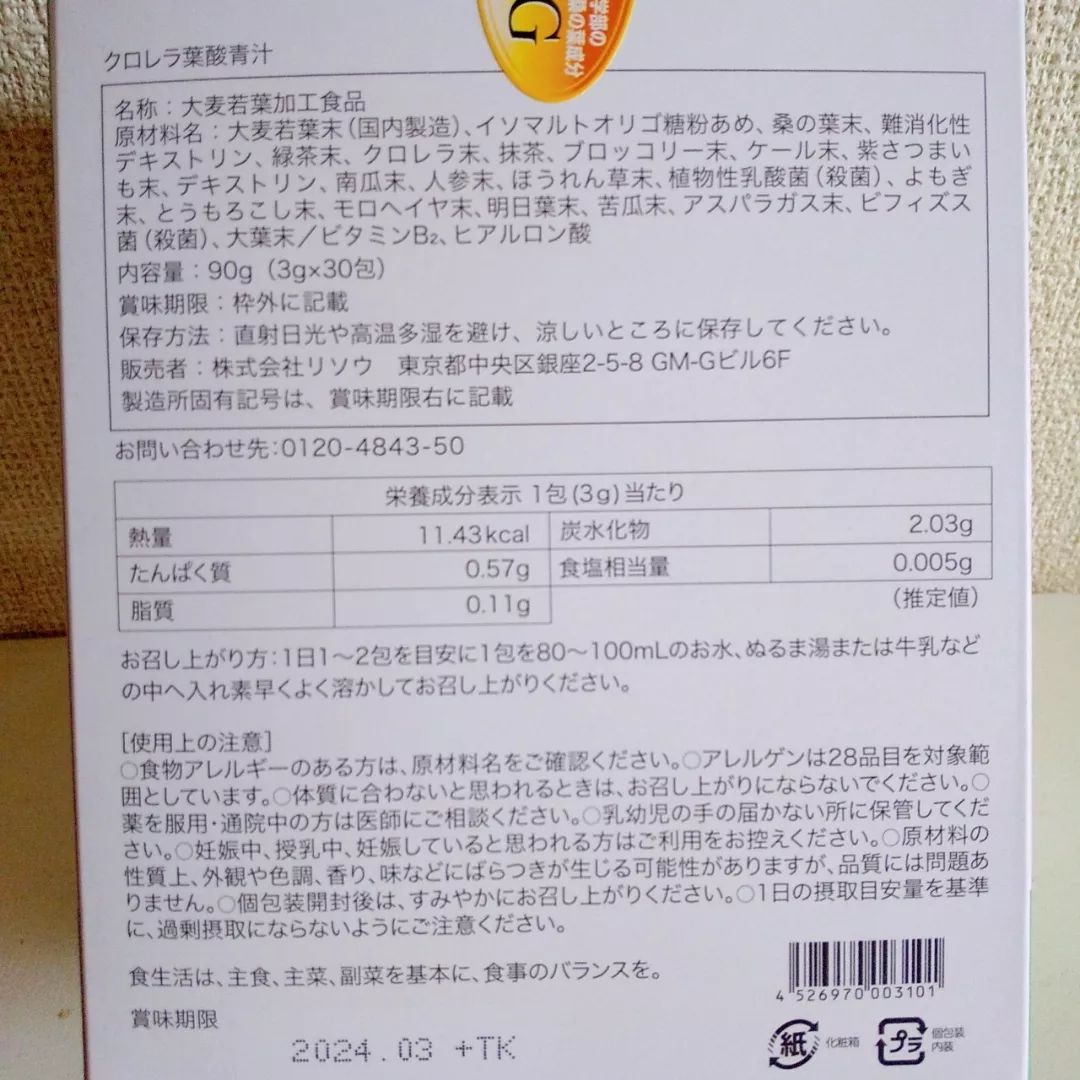 学部の
桑の葉成分
G
クロレラ葉酸青汁
名称：大麦若葉加工食品
原材料名：大麦若葉末（国内製造）、イソマルトオリゴ糖粉あめ、桑の葉末、難消化性
デキストリン、緑茶末、クロレラ末、抹茶、ブロッコリー末、ケール末、紫さつまい
も末、デキストリン、南瓜末、人参末、ほうれん草末、植物性乳酸菌（殺菌）、よもぎ
末、とうもろこし末、モロヘイヤ末、明日葉末、苦瓜末、アスパラガス末、ビフィズス
菌（殺菌）、大葉末／ビタミンB₂、ヒアルロン酸
内容量：90g（3g×30包）
賞味期限：枠外に記載
保存方法：直射日光や高温多湿を避け、涼しいところに保存してください。
販売者：株式会社リソウ 東京都中央区銀座2-5-8 GM-Gビル6F
製造所固有記号は、賞味期限右に記載
お問い合わせ先：0120-4843-50
栄養成分表示 1包（3g）当たり
熱量 11.43kcal 炭水化物 2.03g
たんぱく質 0.57g 食塩相当量 0.005g
脂質 0.11g （推定値）
お召し上がり方：1日1～2包を目安に1包を80～100mLのお水、ぬるま湯または牛乳など
の中へ入れ素早くよく溶かしてお召し上がりください。
［使用上の注意］
○食物アレルギーのある方は、原材料名をご確認ください。○アレルゲンは28品目を対象範
囲としています。○体質に合わないと思われるときは、お召し上がりにならないでください。○
薬を服用・通院中の方は医師にご相談ください。○乳幼児の手の届かない所に保管してくだ
さい。○妊娠中、授乳中、妊娠していると思われる方はご利用をお控えください。○原材料の
性質上、外観や色調、香り、味などにばらつきが生じる可能性がありますが、品質には問題あ
りません。○個包装開封後は、すみやかにお召し上がりください。○1日の摂取目安量を基準
に、過剰摂取にならないようにご注意ください。
食生活は、主食、主菜、副菜を基本に、食事のバランスを。
4 526970 003101
賞味期限
2024.03 +TK
紙 化粧箱 プラ 個包装
内装